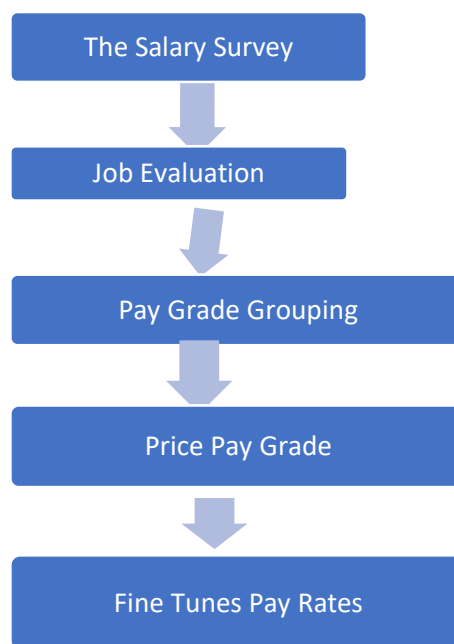 The Salary Survey
Job Evaluation
Pay Grade Grouping
Price Pay Grade
Fine Tunes Pay Rates